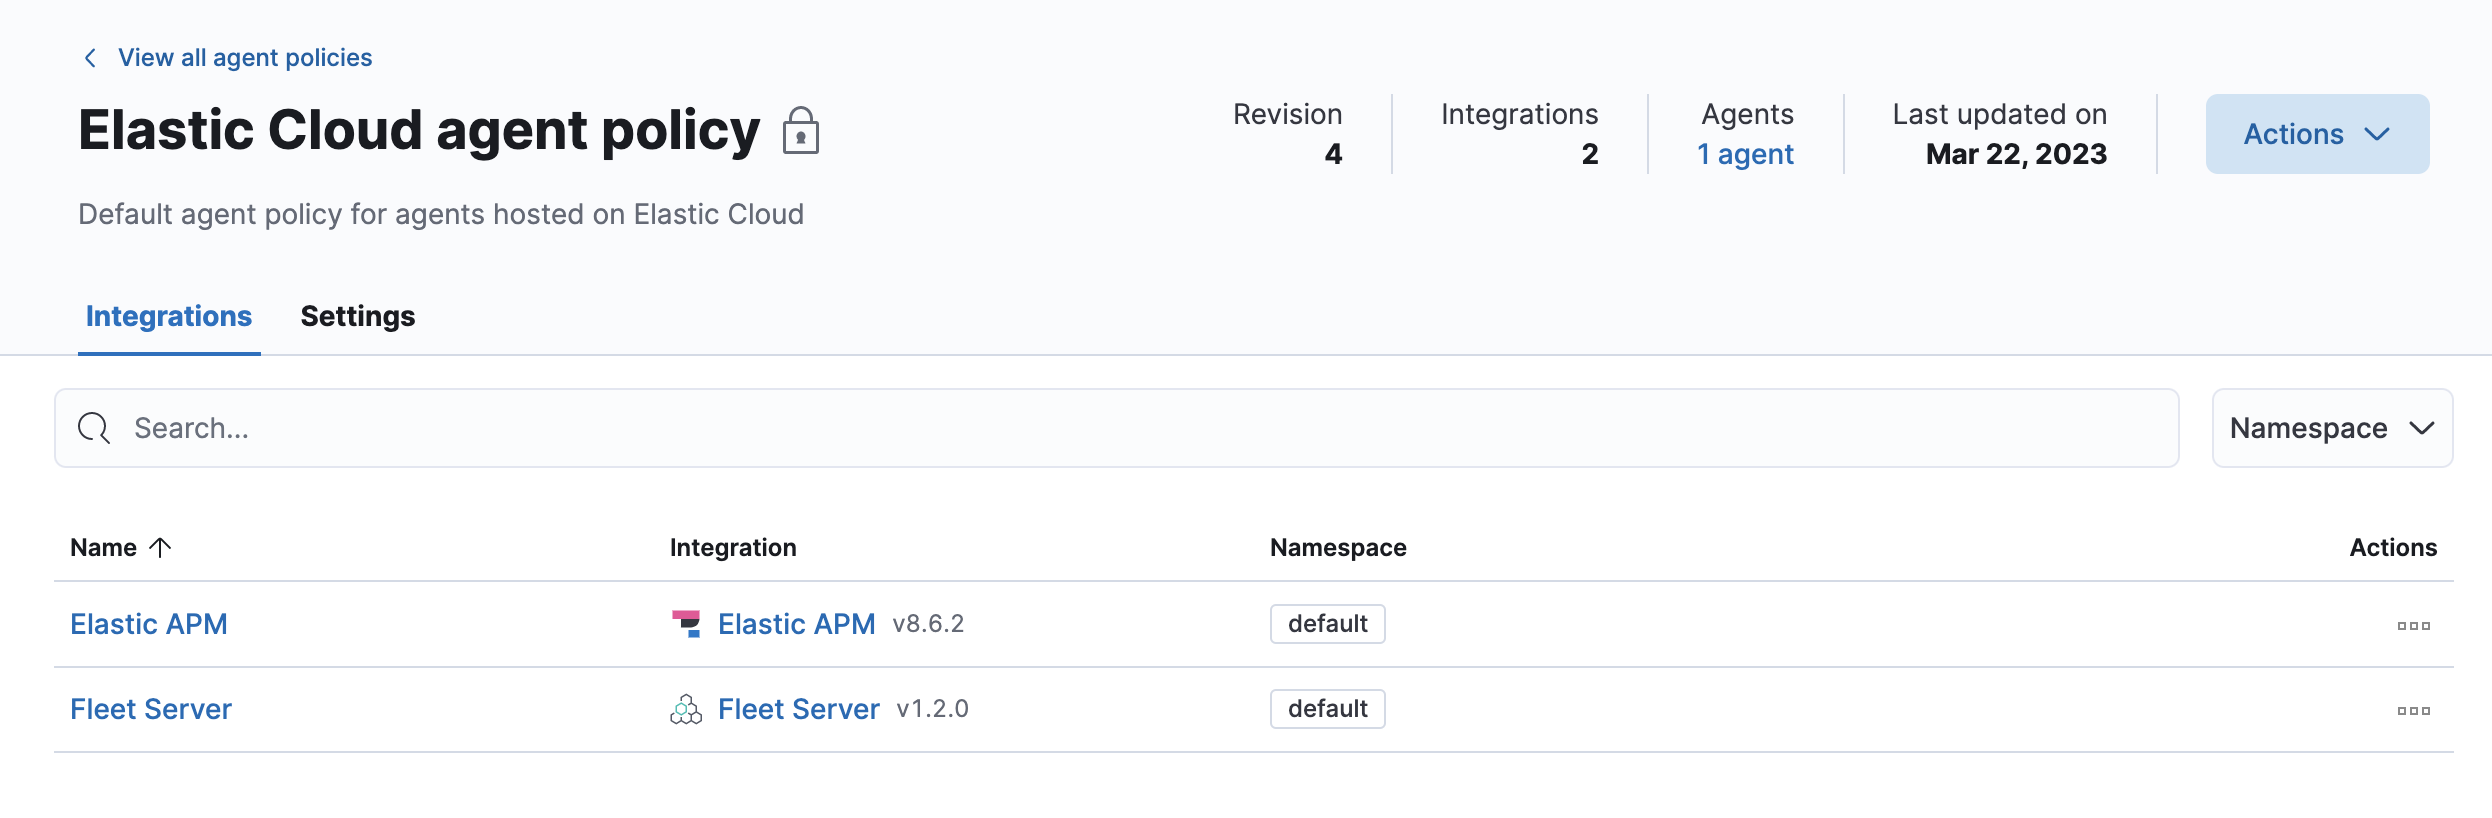 View all agent policies
Elastic Cloud agent policy
Default agent policy for agents hosted on Elastic Cloud
Revision
4
Integrations
2
Agents
1 agent
Last updated on
Mar 22, 2023
Actions
Integrations Settings
Search...
Namespace
Name Integration Namespace Actions
Elastic APM Elastic APM v8.6.2 default
Fleet Server Fleet Server v1.2.0 default